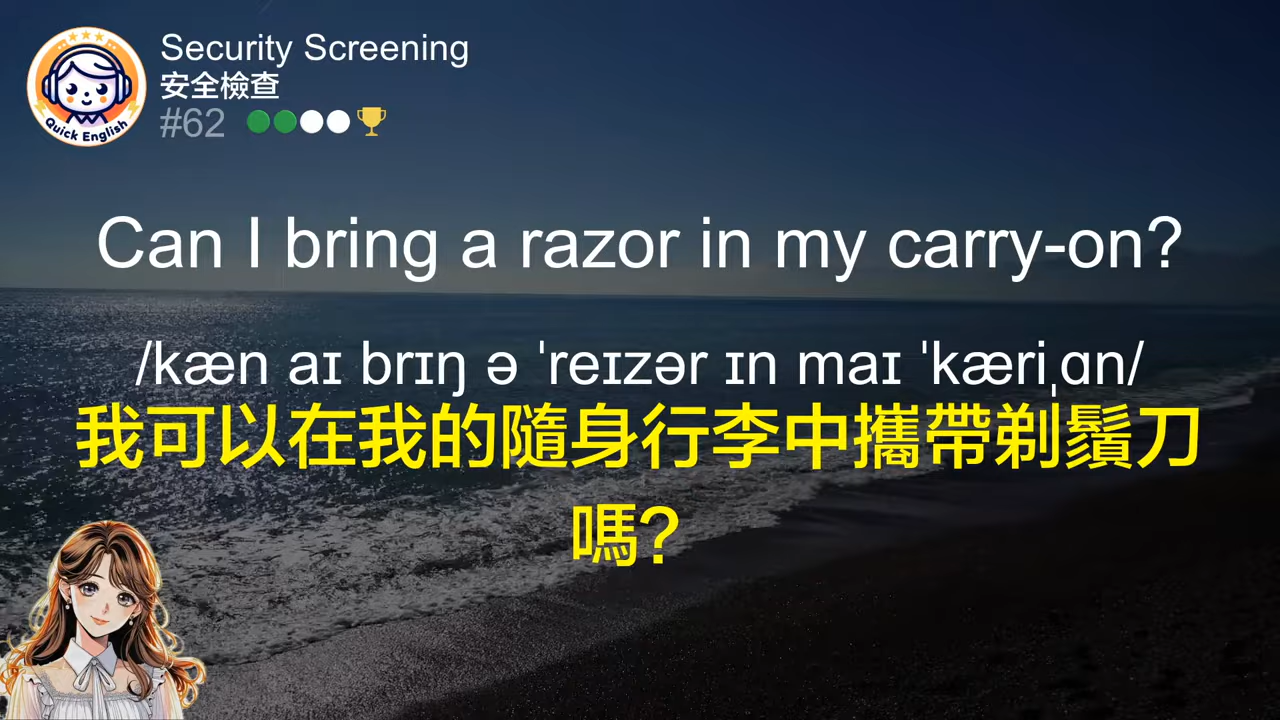 Quick English
Security Screening
安全檢查
#62
Can I bring a razor in my carry-on?
/kæn aɪ brɪŋ ə ˈreɪzər ɪn maɪ ˈkæriˌɑn/
我可以在我的隨身行李中攜帶剃鬚刀
嗎?